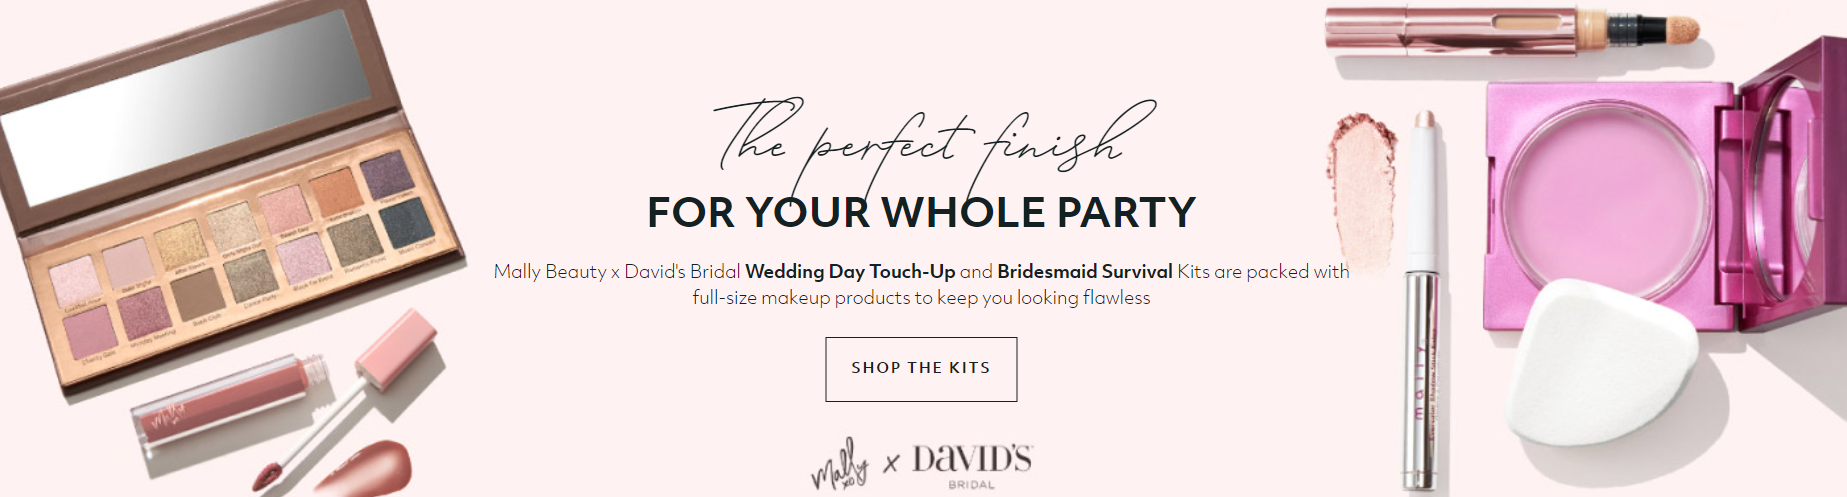 The perfect finish
FOR YOUR WHOLE PARTY
Mally Beauty x David's Bridal Wedding Day Touch-Up and Bridesmaid Survival Kits are packed with
full-size makeup products to keep you looking flawless
SHOP THE KITS
Mally xo x DAVID'S
BRIDAL
mally
Mally